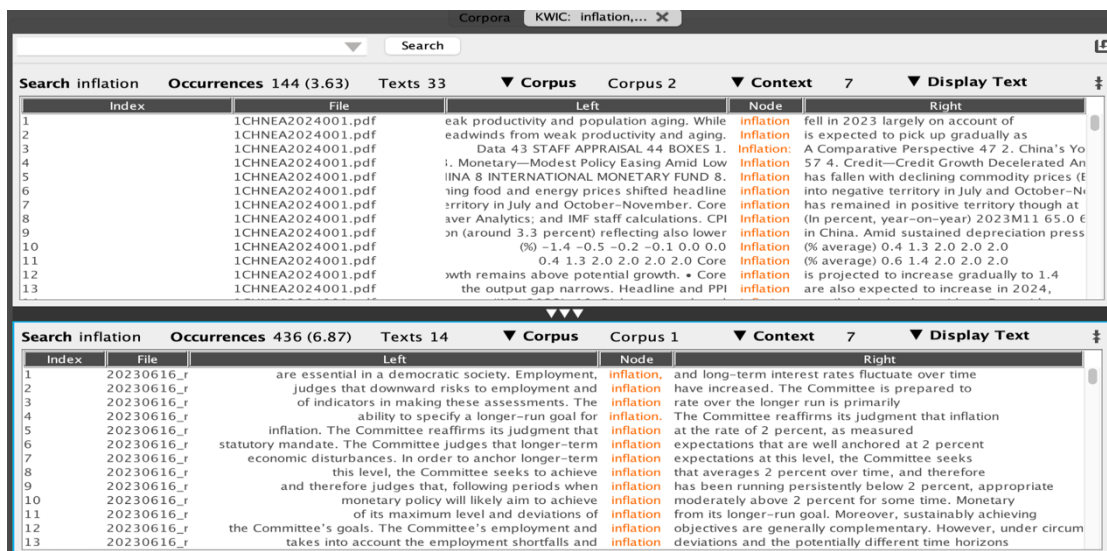 Corpora KWIC: inflation,... ✕
Search
Search inflation Occurrences 144 (3.63) Texts 33 ▼ Corpus Corpus 2 ▼ Context 7 ▼ Display Text
Index File Left Node Right
1 1CHNEA2024001.pdf eak productivity and population aging. While inflation fell in 2023 largely on account of
2 1CHNEA2024001.pdf eadwinds from weak productivity and aging. Inflation is expected to pick up gradually as
3 1CHNEA2024001.pdf Data 43 STAFF APPRAISAL 44 BOXES 1. Inflation: A Comparative Perspective 47 2. China's Yo
4 1CHNEA2024001.pdf . Monetary—Modest Policy Easing Amid Low Inflation 57 4. Credit—Credit Growth Decelerated An
5 1CHNEA2024001.pdf INA 8 INTERNATIONAL MONETARY FUND 8. Inflation has fallen with declining commodity prices (
6 1CHNEA2024001.pdf ning food and energy prices shifted headline inflation into negative territory in July and October-N
7 1CHNEA2024001.pdf erritory in July and October-November. Core inflation has remained in positive territory though at
8 1CHNEA2024001.pdf aver Analytics; and IMF staff calculations. CPI Inflation (In percent, year-on-year) 2023M11 65.0 6
9 1CHNEA2024001.pdf on (around 3.3 percent) reflecting also lower inflation in China. Amid sustained depreciation press
10 1CHNEA2024001.pdf (%) -1.4 -0.5 -0.2 -0.1 0.0 0.0 Inflation (% average) 0.4 1.3 2.0 2.0 2.0
11 1CHNEA2024001.pdf 0.4 1.3 2.0 2.0 2.0 2.0 Core Inflation (% average) 0.6 1.4 2.0 2.0 2.0
12 1CHNEA2024001.pdf owth remains above potential growth. • Core inflation is projected to increase gradually to 1.4
13 1CHNEA2024001.pdf the output gap narrows. Headline and PPI inflation are also expected to increase in 2024,
▼▼▼
Search inflation Occurrences 436 (6.87) Texts 14 ▼ Corpus Corpus 1 ▼ Context 7 ▼ Display Text
Index File Left Node Right
1 20230616_r are essential in a democratic society. Employment, inflation, and long-term interest rates fluctuate over time
2 20230616_r judges that downward risks to employment and inflation have increased. The Committee is prepared to
3 20230616_r of indicators in making these assessments. The inflation rate over the longer run is primarily
4 20230616_r ability to specify a longer-run goal for inflation. The Committee reaffirms its judgment that inflation
5 20230616_r inflation. The Committee reaffirms its judgment that inflation at the rate of 2 percent, as measured
6 20230616_r statutory mandate. The Committee judges that longer-term inflation expectations that are well anchored at 2 percent
7 20230616_r economic disturbances. In order to anchor longer-term inflation expectations at this level, the Committee seeks
8 20230616_r this level, the Committee seeks to achieve inflation that averages 2 percent over time, and therefore
9 20230616_r and therefore judges that, following periods when inflation has been running persistently below 2 percent, appropriate
10 20230616_r monetary policy will likely aim to achieve inflation moderately above 2 percent for some time. Monetary
11 20230616_r of its maximum level and deviations of inflation from its longer-run goal. Moreover, sustainably achieving
12 20230616_r the Committee's goals. The Committee's employment and inflation objectives are generally complementary. However, under circum
13 20230616_r takes into account the employment shortfalls and inflation deviations and the potentially different time horizons